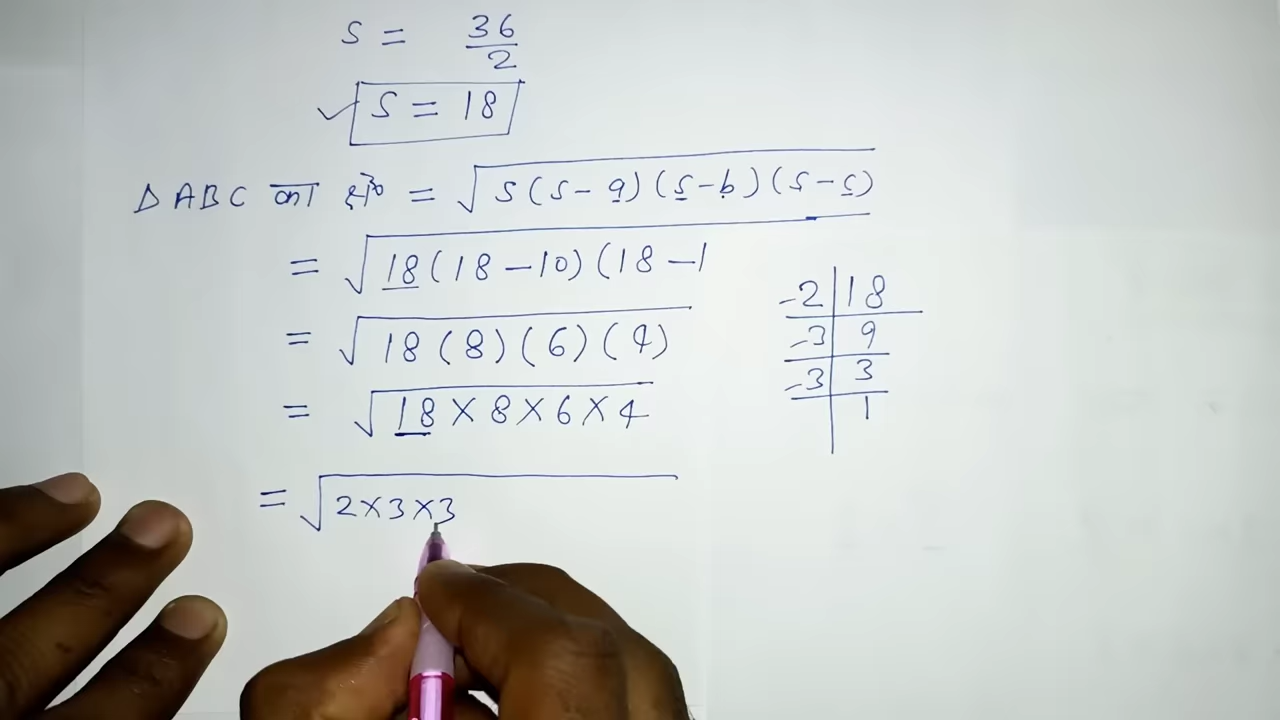 S = 36/2
S = 18
Δ ABC का क्षे० = √S(S-a)(S-b)(S-c)
= √18(18-10)(18-1
= √18(8)(6)(4)
= √18×8×6×4
= √2×3×3
-2 | 18
-3 | 9
-3 | 3
| 1